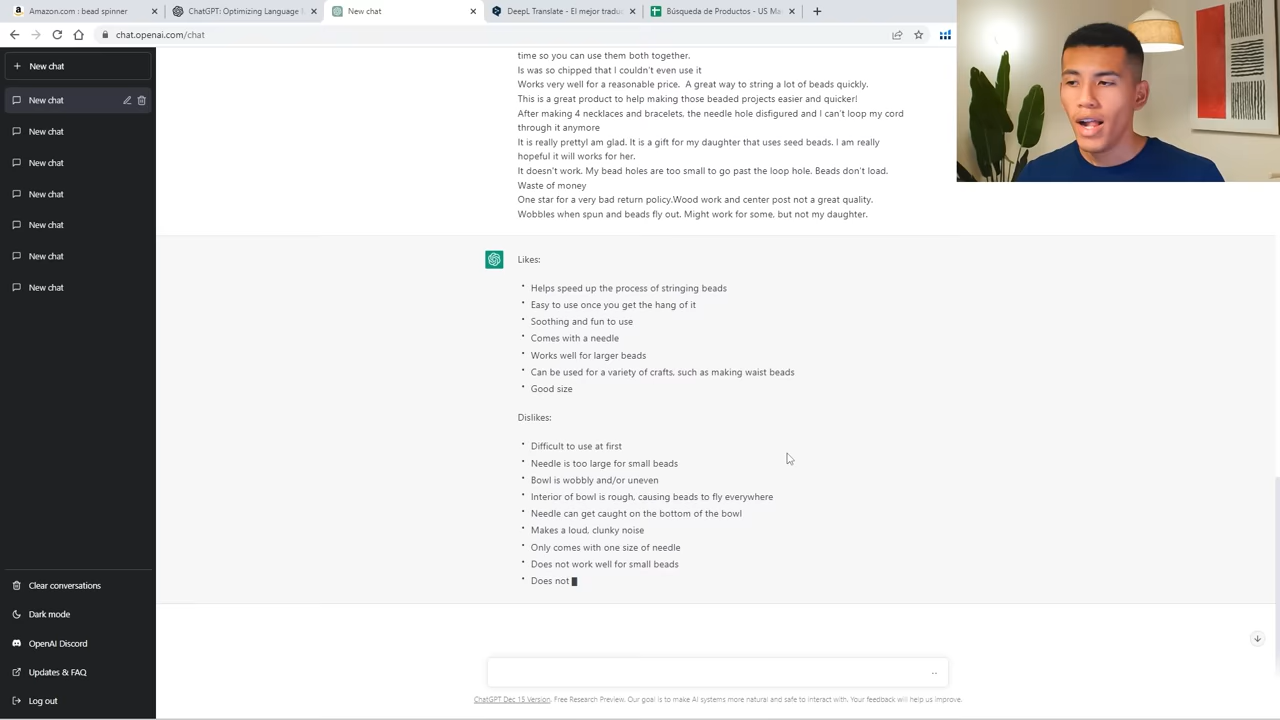 Amazon.com : bead spinner
ChatGPT: Optimizing Language
New chat
DeepL Translate - El mejor tradu
Búsqueda de Productos - US Ma
chat.openai.com/chat
New chat
New chat
New chat
New chat
New chat
New chat
New chat
New chat
Clear conversations
Dark mode
OpenAI Discord
Updates & FAQ
Log out
time so you can use them both together.
Is was so chipped that I couldn't even use it
Works very well for a reasonable price. A great way to string a lot of beads quickly.
This is a great product to help making those beaded projects easier and quicker!
After making 4 necklaces and bracelets, the needle hole disfigured and I can't loop my cord
through it anymore
It is really pretty! am glad. It is a gift for my daughter that uses seed beads. I am really
hopeful it will works for her.
It doesn't work. My bead holes are too small to go past the loop hole. Beads don't load.
Waste of money
One star for a very bad return policy.Wood work and center post not a great quality.
Wobbles when spun and beads fly out. Might work for some, but not my daughter.
Likes:
• Helps speed up the process of stringing beads
• Easy to use once you get the hang of it
• Soothing and fun to use
• Comes with a needle
• Works well for larger beads
• Can be used for a variety of crafts, such as making waist beads
• Good size
Dislikes:
• Difficult to use at first
• Needle is too large for small beads
• Bowl is wobbly and/or uneven
• Interior of bowl is rough, causing beads to fly everywhere
• Needle can get caught on the bottom of the bowl
• Makes a loud, clunky noise
• Only comes with one size of needle
• Does not work well for small beads
• Does not
ChatGPT Dec 15 Version. Free Research Preview. Our goal is to make AI systems more natural and safe to interact with. Your feedback will help us improve.